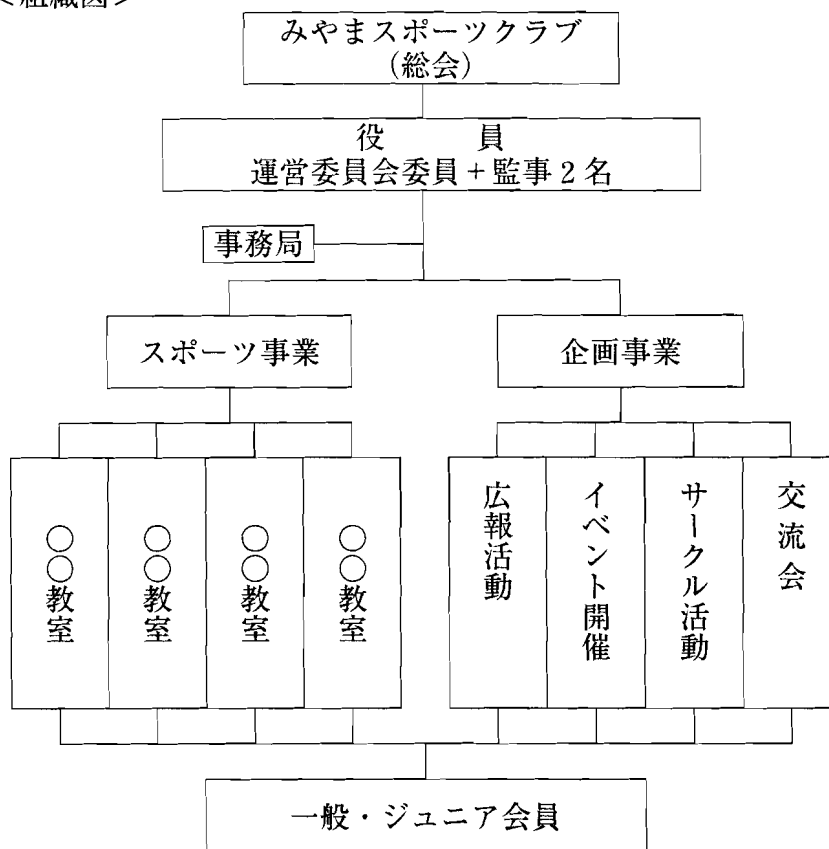 ＜組織図＞
みやまスポーツクラブ
(総会)
役　員
運営委員会委員＋監事２名
事務局
スポーツ事業
企画事業
○○教室
○○教室
○○教室
○○教室
広報活動
イベント開催
サークル活動
交流会
一般・ジュニア会員